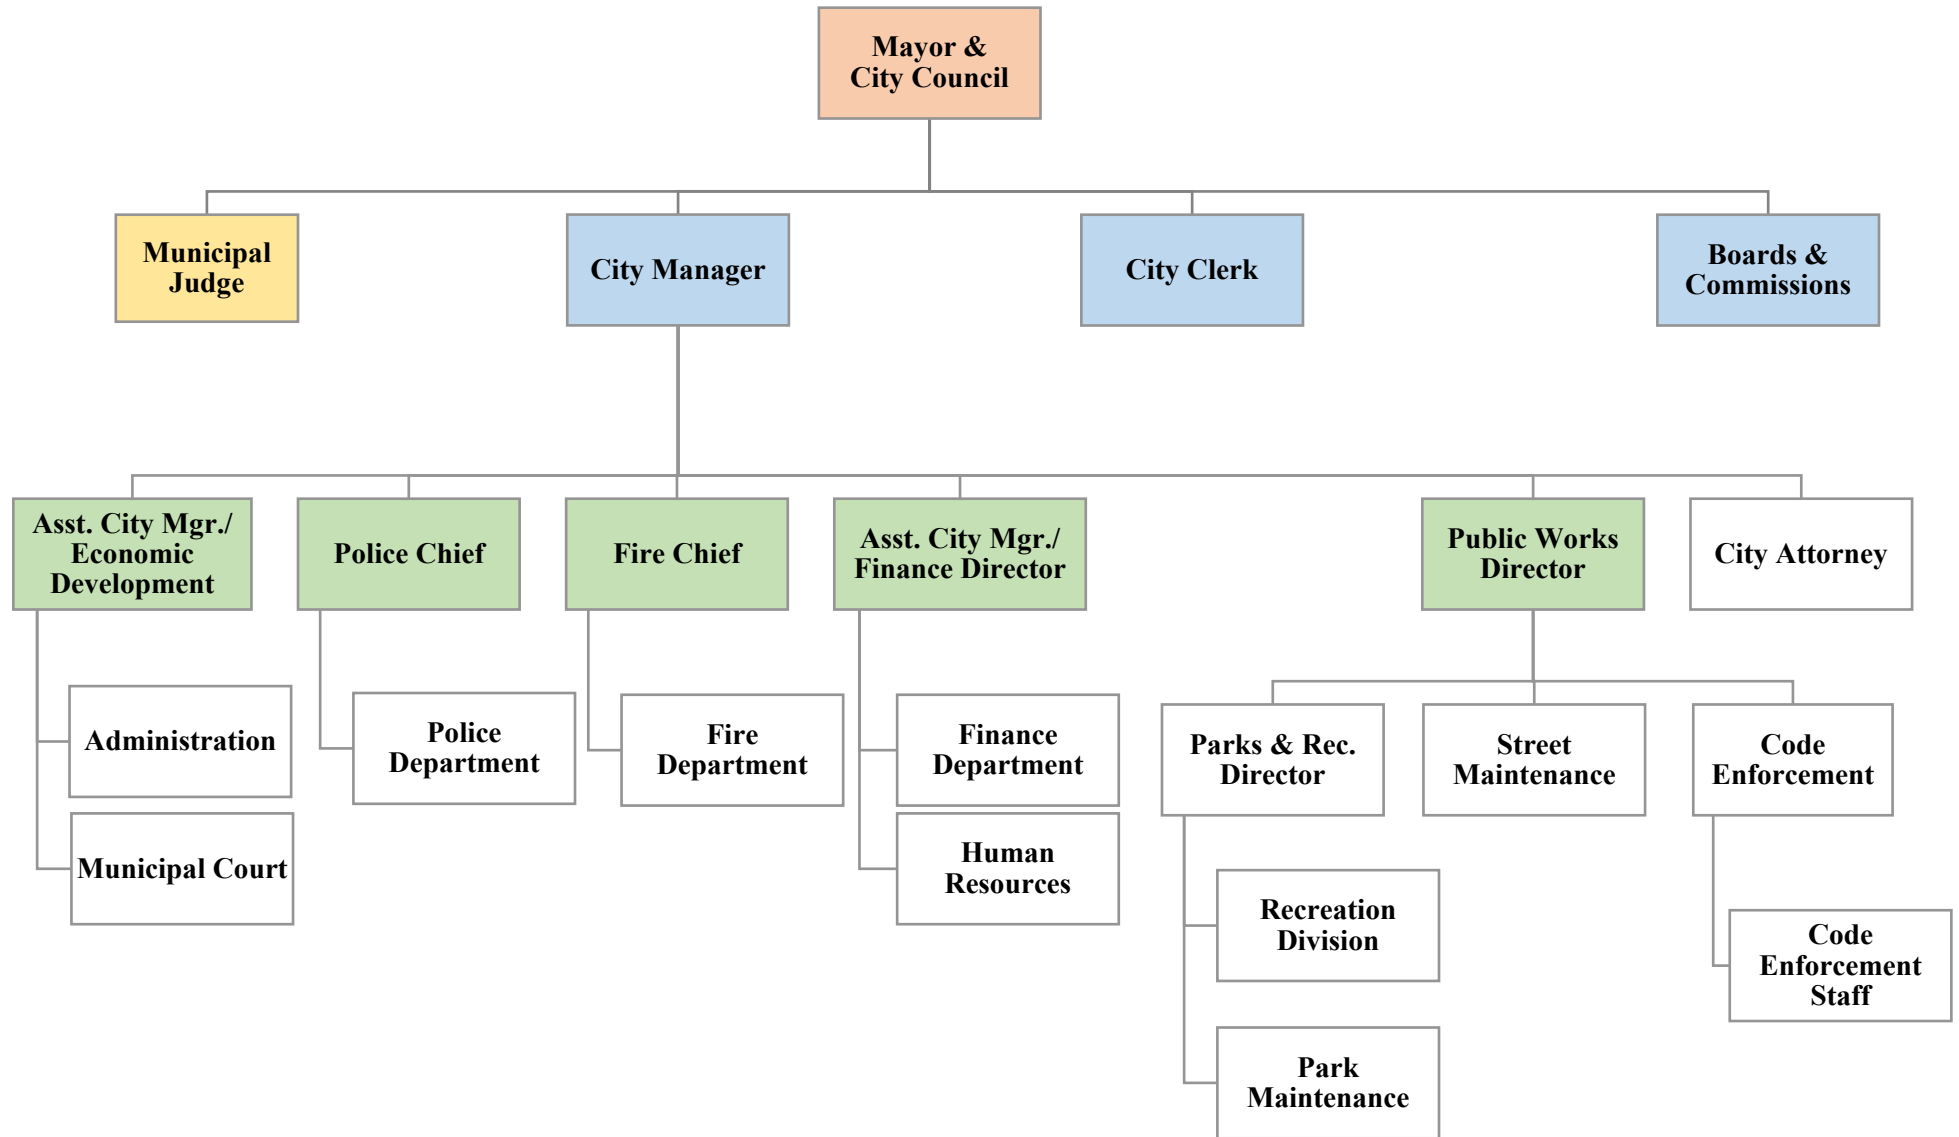 Mayor &
City Council
Municipal
Judge
City Manager
City Clerk
Boards &
Commissions
Asst. City Mgr./
Economic
Development
Police Chief
Fire Chief
Asst. City Mgr./
Finance Director
Public Works
Director
City Attorney
Administration
Police
Department
Fire
Department
Finance
Department
Parks & Rec.
Director
Street
Maintenance
Code
Enforcement
Municipal Court
Human
Resources
Recreation
Division
Code
Enforcement
Staff
Park
Maintenance